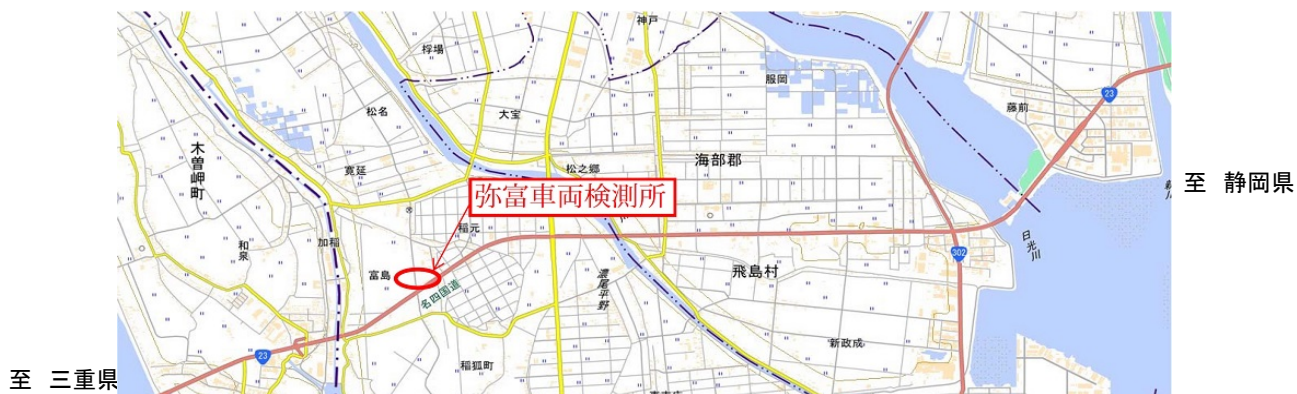 神戸
桴場
服岡
23
藤前
松名
大宝
木曽岬町
海部郡
松之郷
寛延
至 静岡県
弥富車両検測所
加稲
稲元
和泉
日光川
302
富島
飛島村
濃尾平野
名四国道
新政成
23
稲狐町
至 三重県